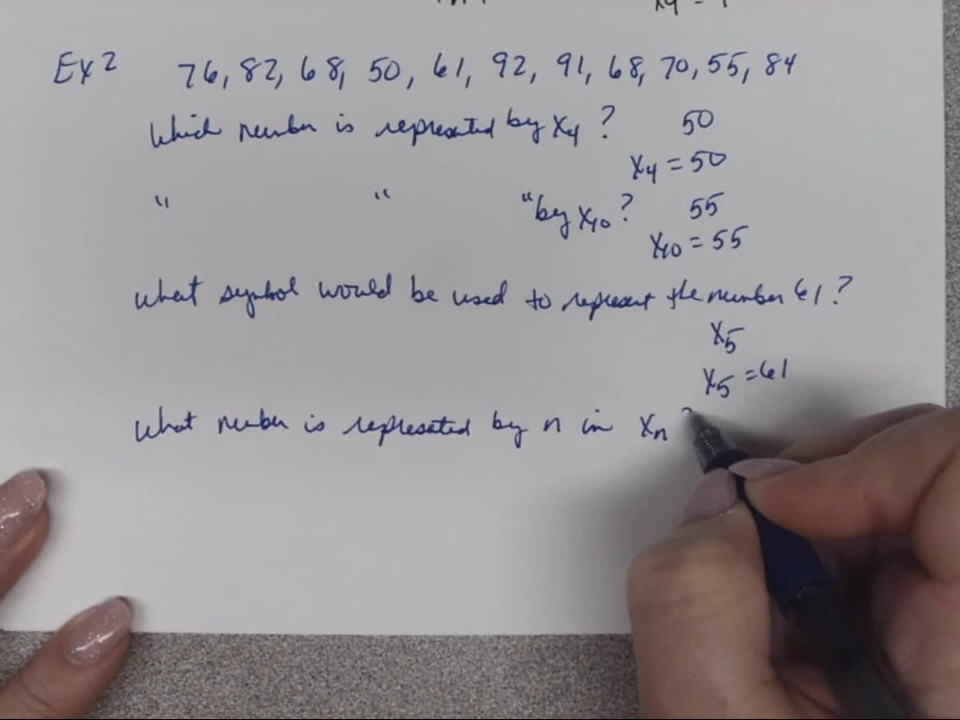 x₄ =
Ex 2 76, 82, 68, 50, 61, 92, 91, 68, 70, 55, 84
Which number is represented by x₄ ? 50
x₄ = 50
" " " by x₁₀ ? 55
x₁₀ = 55
What symbol would be used to represent the number 61 ?
x₅
x₅ = 61
What number is represented by n in xₙ ?